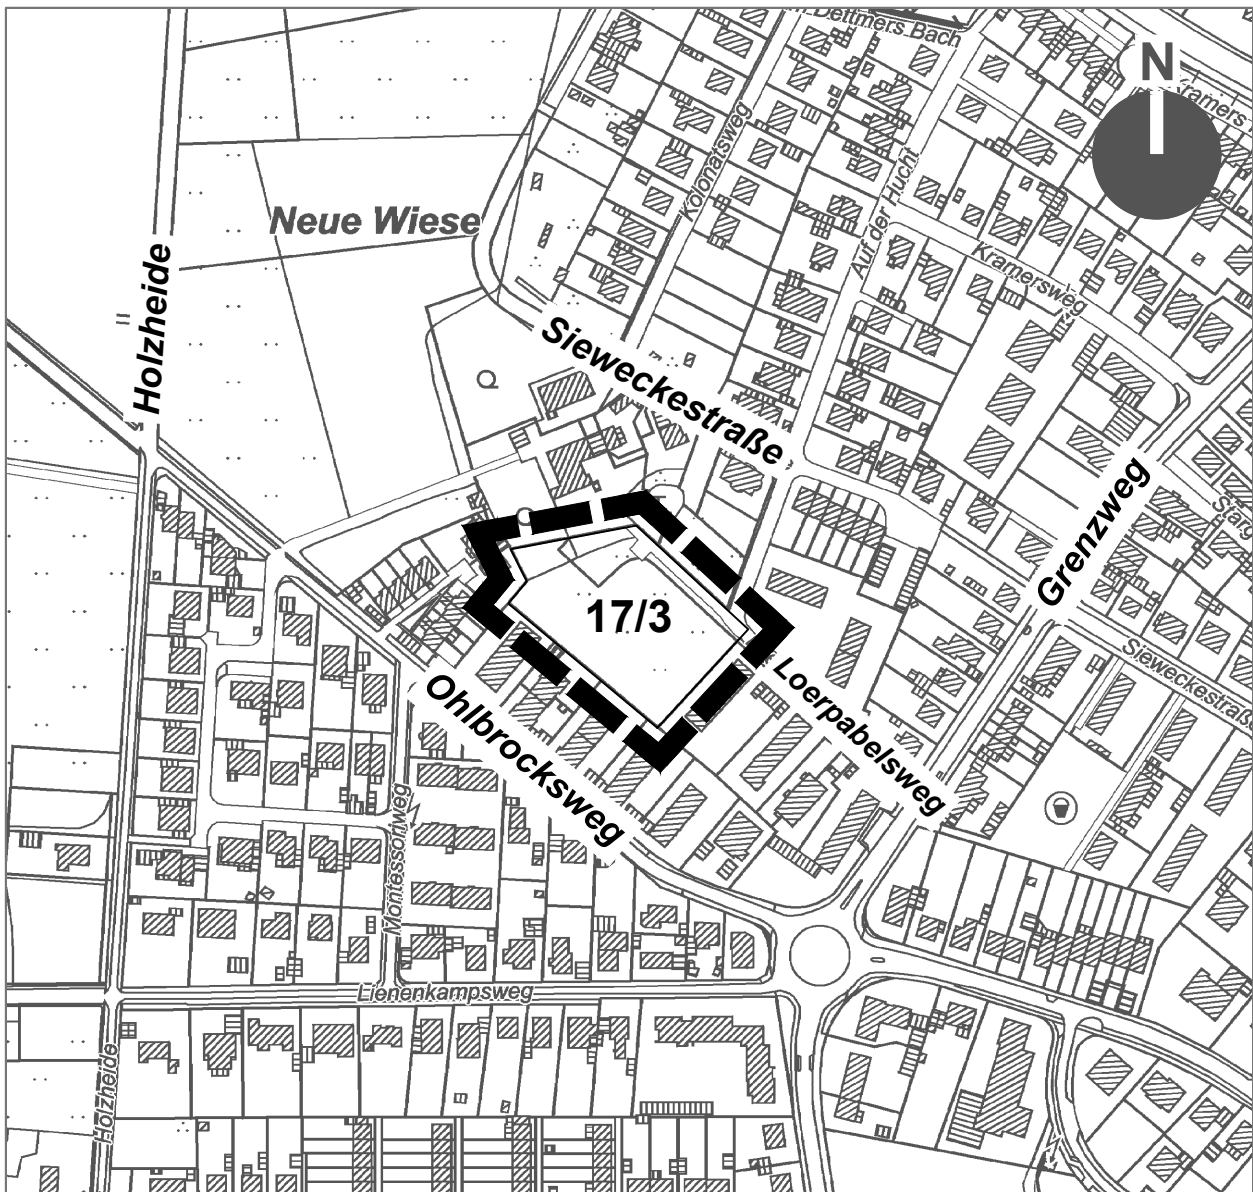 Dettmers Bach
N
Kramers
Kolonatsweg
Auf der Hucht
Neue Wiese
Holzheide
Kramersweg
Sieweckestraße
Grenzweg
Starg
17/3
Sieweckestraße
Loerpabelsweg
Ohlbrocksweg
Montessoriweg
Lienenkampsweg
Holzheide